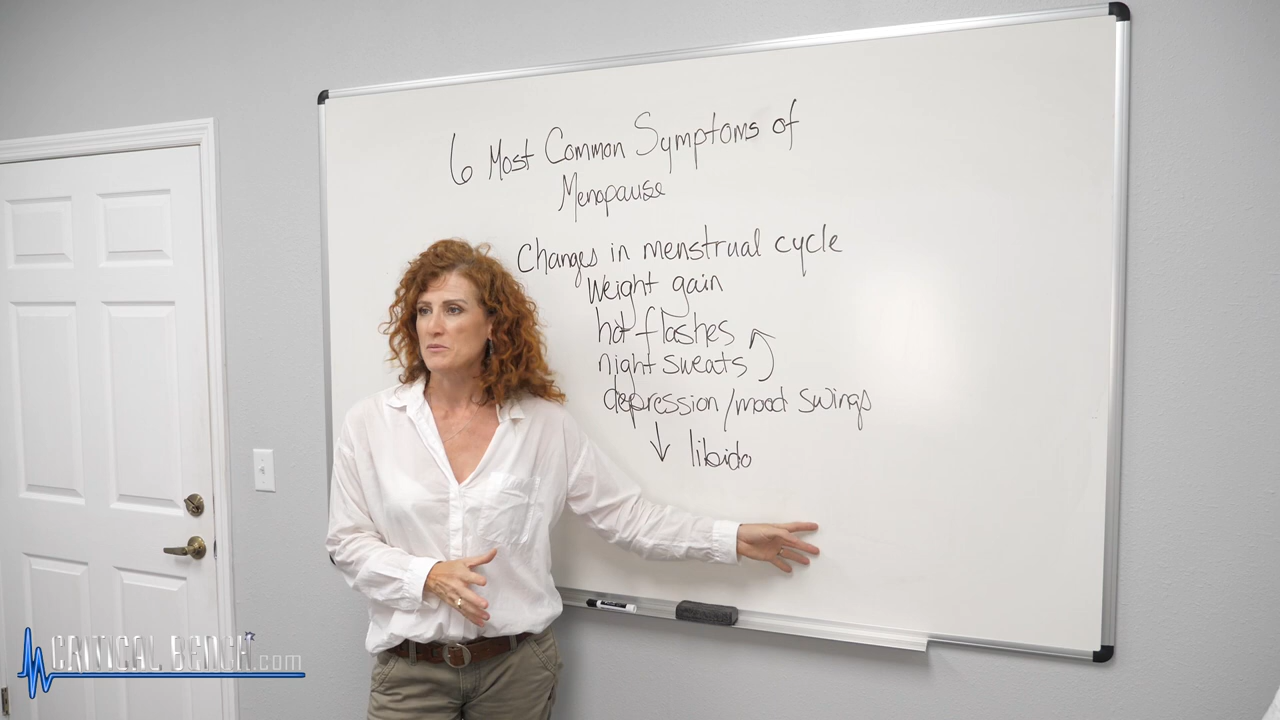 6 Most Common Symptoms of
Menopause
Changes in menstrual cycle
Weight gain
hot flashes
night sweats
depression/mood swings
↓ libido
CRITICAL BENCH.com